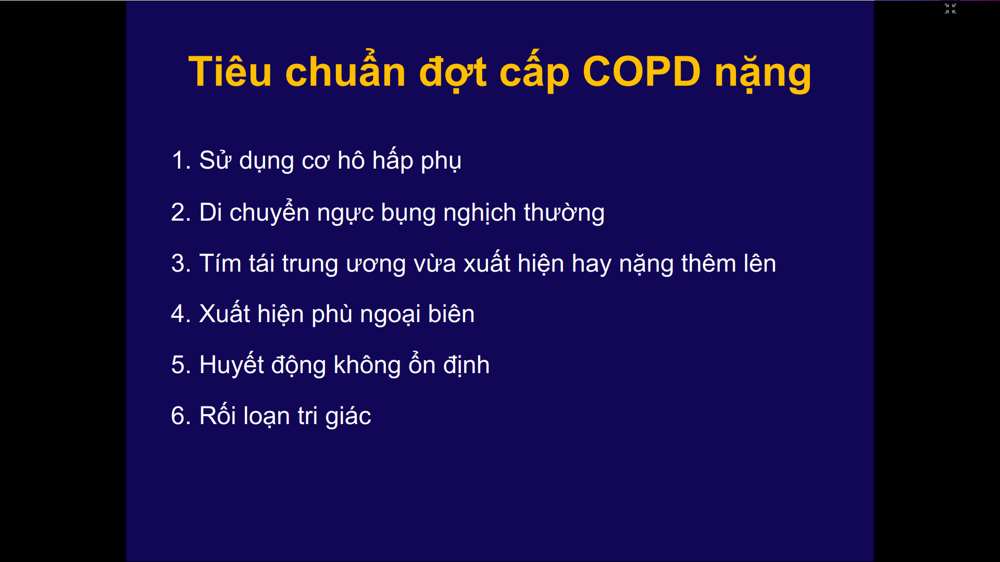 Tiêu chuẩn đợt cấp COPD nặng
1. Sử dụng cơ hô hấp phụ
2. Di chuyển ngực bụng nghịch thường
3. Tím tái trung ương vừa xuất hiện hay nặng thêm lên
4. Xuất hiện phù ngoại biên
5. Huyết động không ổn định
6. Rối loạn tri giác